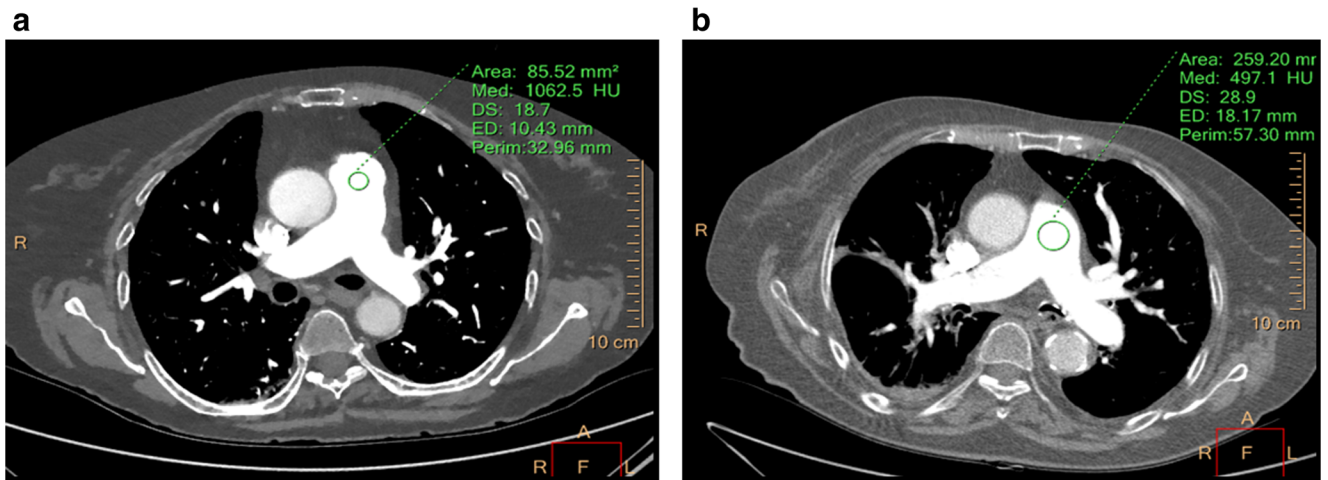 a
Area: 85.52 mm²
Med: 1062.5 HU
DS: 18.7
ED: 10.43 mm
Perim:32.96 mm
R
10 cm
A
R F L
b
Area: 259.20 mr
Med: 497.1 HU
DS: 28.9
ED: 18.17 mm
Perim:57.30 mm
R
10 cm
A
R F L